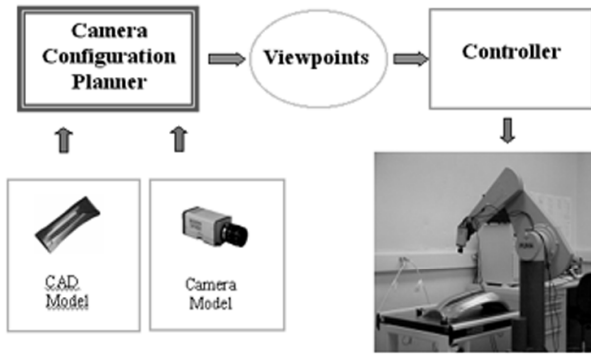 Camera
Configuration
Planner
Viewpoints
Controller
CAD
Model
Camera
Model